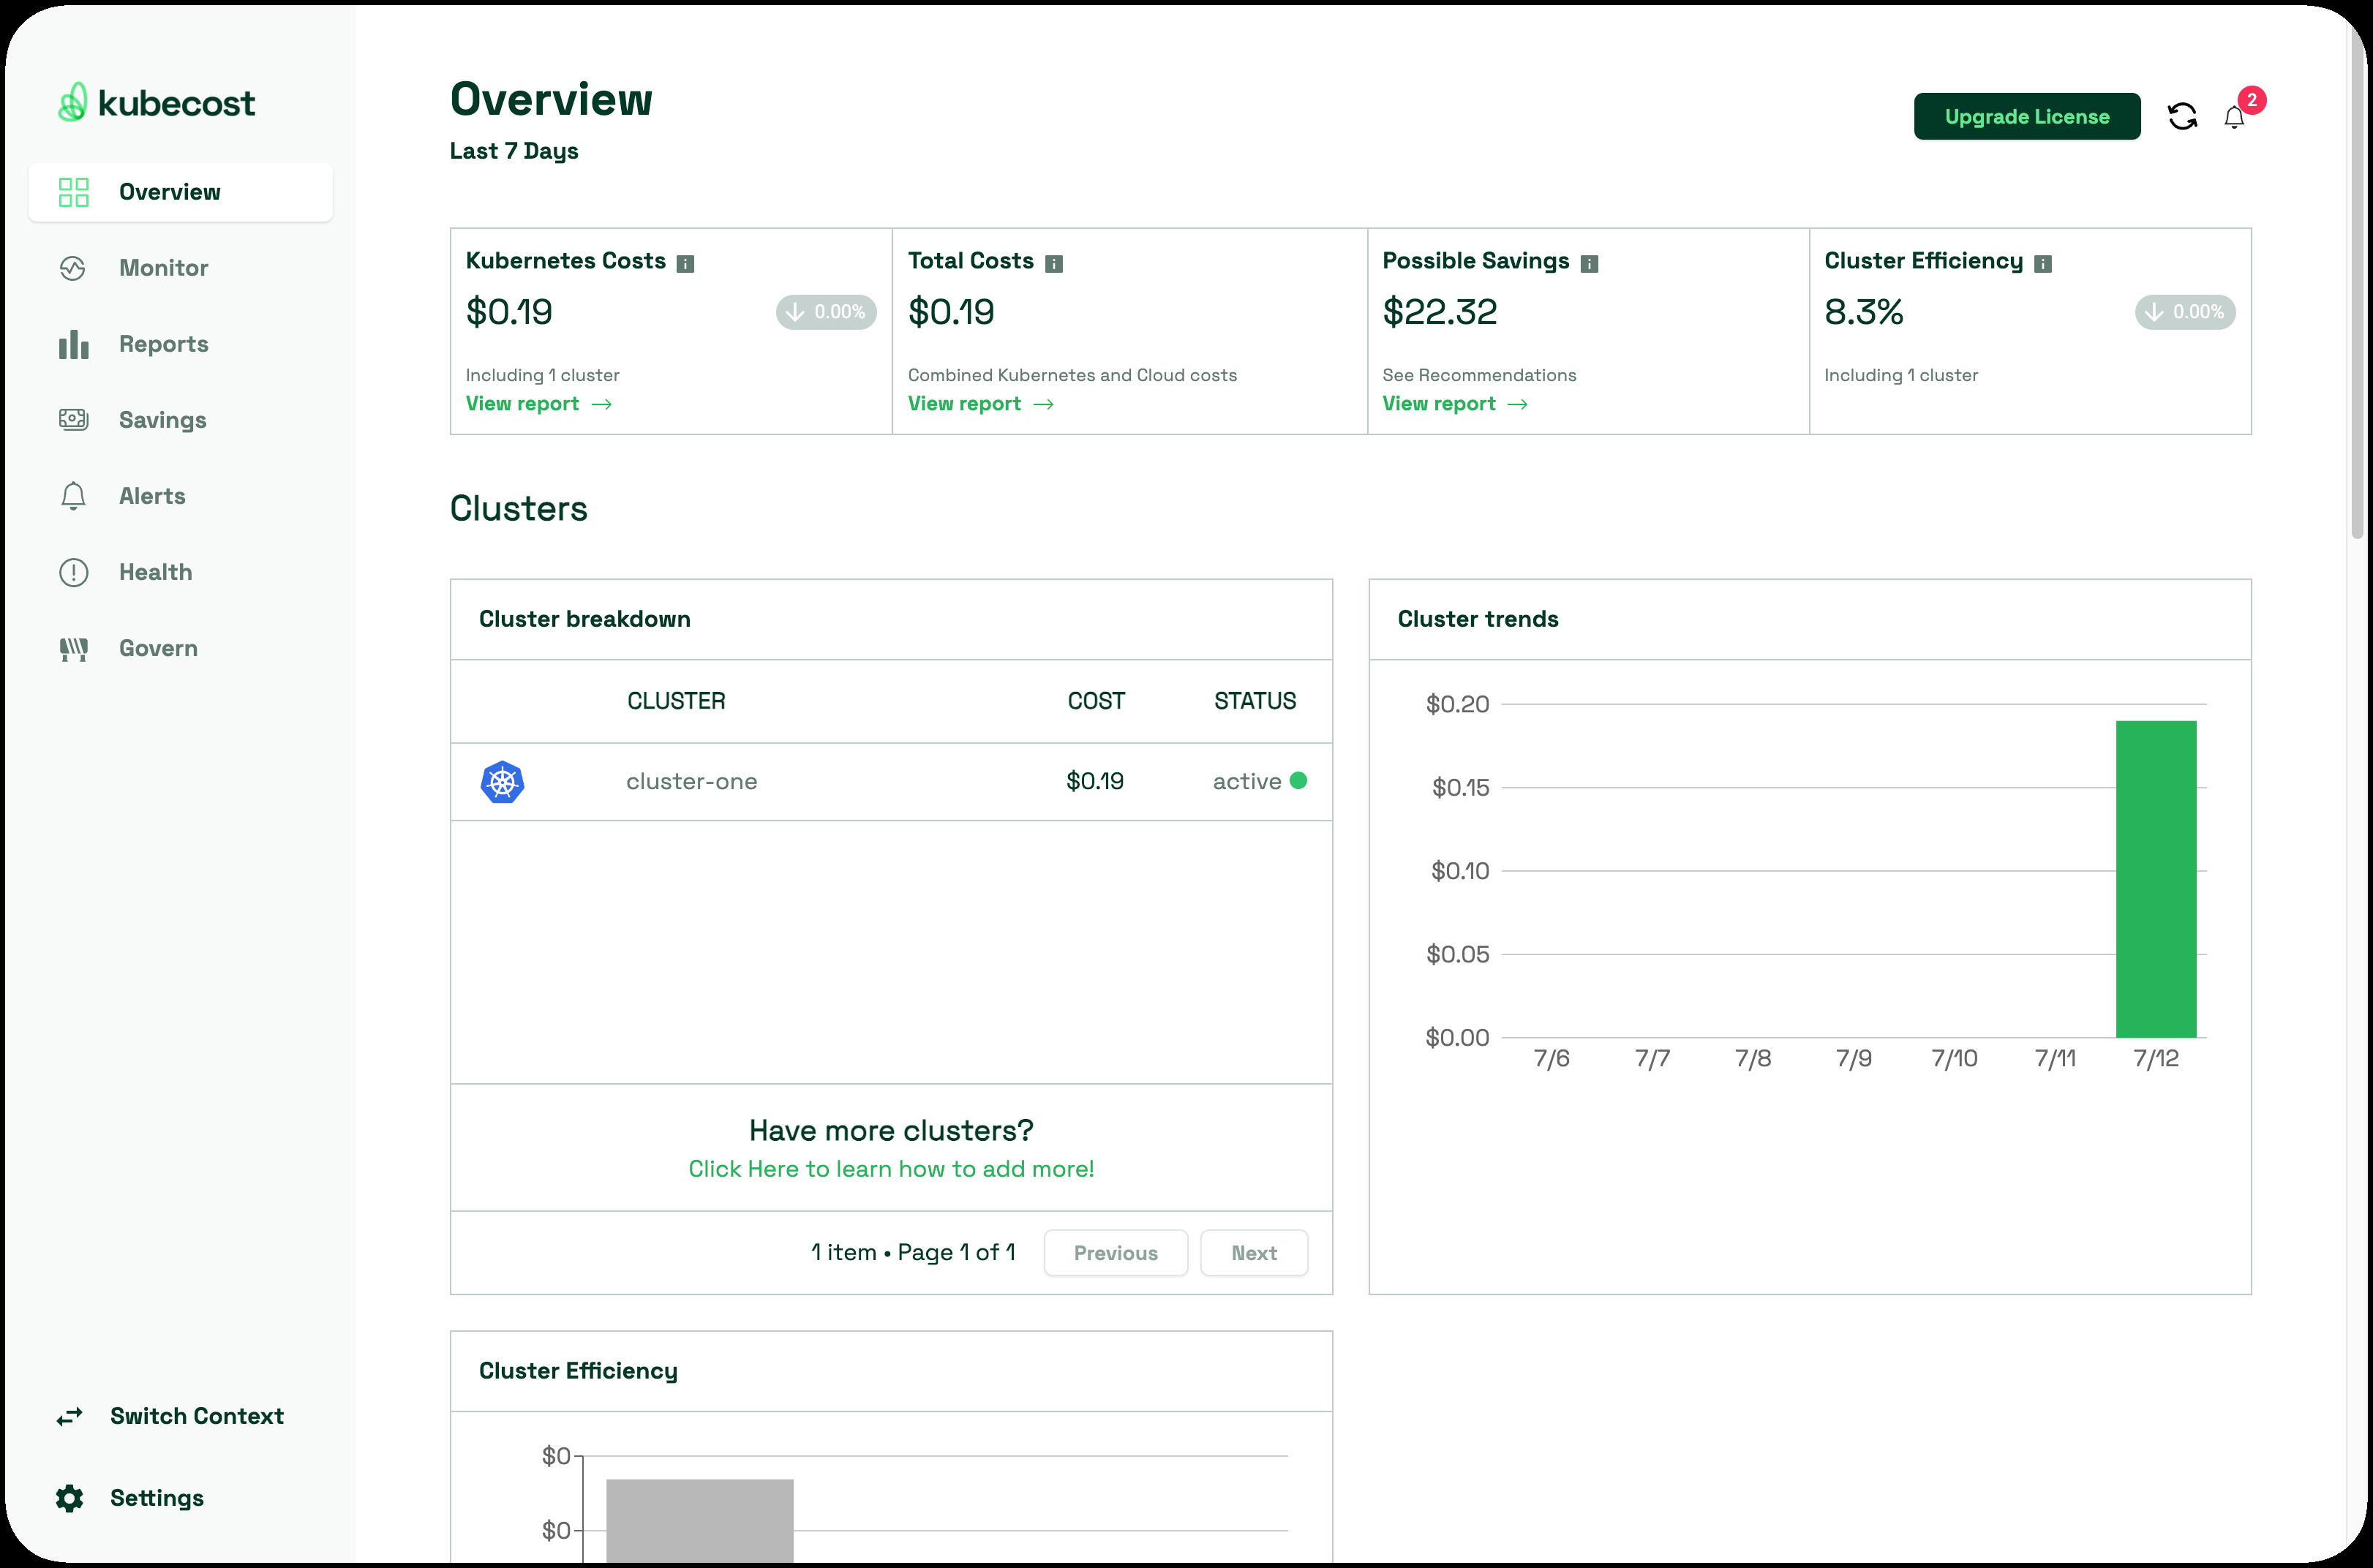 kubecost
Overview
Monitor
Reports
Savings
Alerts
Health
Govern
Switch Context
Settings
Overview
Last 7 Days
Upgrade License
2
Kubernetes Costs
$0.19
0.00%
Including 1 cluster
View report
Total Costs
$0.19
Combined Kubernetes and Cloud costs
View report
Possible Savings
$22.32
See Recommendations
View report
Cluster Efficiency
8.3%
0.00%
Including 1 cluster
Clusters
Cluster breakdown
CLUSTER COST STATUS
cluster-one $0.19 active
Have more clusters?
Click Here to learn how to add more!
1 item • Page 1 of 1 Previous Next
Cluster trends
$0.20
$0.15
$0.10
$0.05
$0.00
7/6 7/7 7/8 7/9 7/10 7/11 7/12
Cluster Efficiency
$0
$0